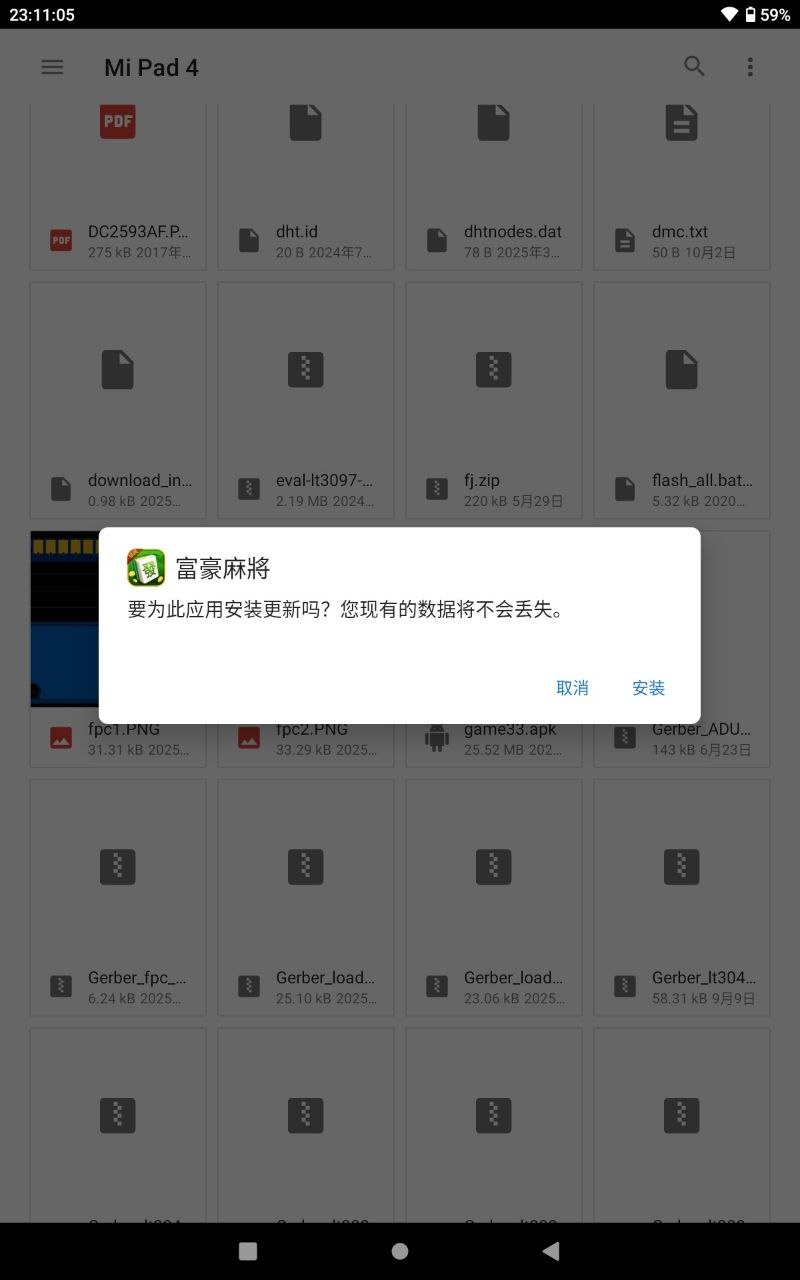 23:11:05
59%
Mi Pad 4
PDF
DC2593AF.P…
275 kB 2017年…
dht.id
20 B 2024年7…
dhtnodes.dat
78 B 2025年3…
dmc.txt
50 B 10月2日
download_in…
0.98 kB 2025…
eval-lt3097-…
2.19 MB 2024…
fj.zip
220 kB 5月29日
flash_all.bat…
5.32 kB 2020…
發
富豪麻將
要为此应用安装更新吗？您现有的数据将不会丢失。
取消
安装
fpc1.PNG
31.31 kB 2025…
fpc2.PNG
33.29 kB 2025…
game33.apk
25.52 MB 202…
Gerber_ADU…
143 kB 6月23日
Gerber_fpc_…
6.24 kB 2025…
Gerber_load…
25.10 kB 2025…
Gerber_load…
23.06 kB 2025…
Gerber_lt304…
58.31 kB 9月9日